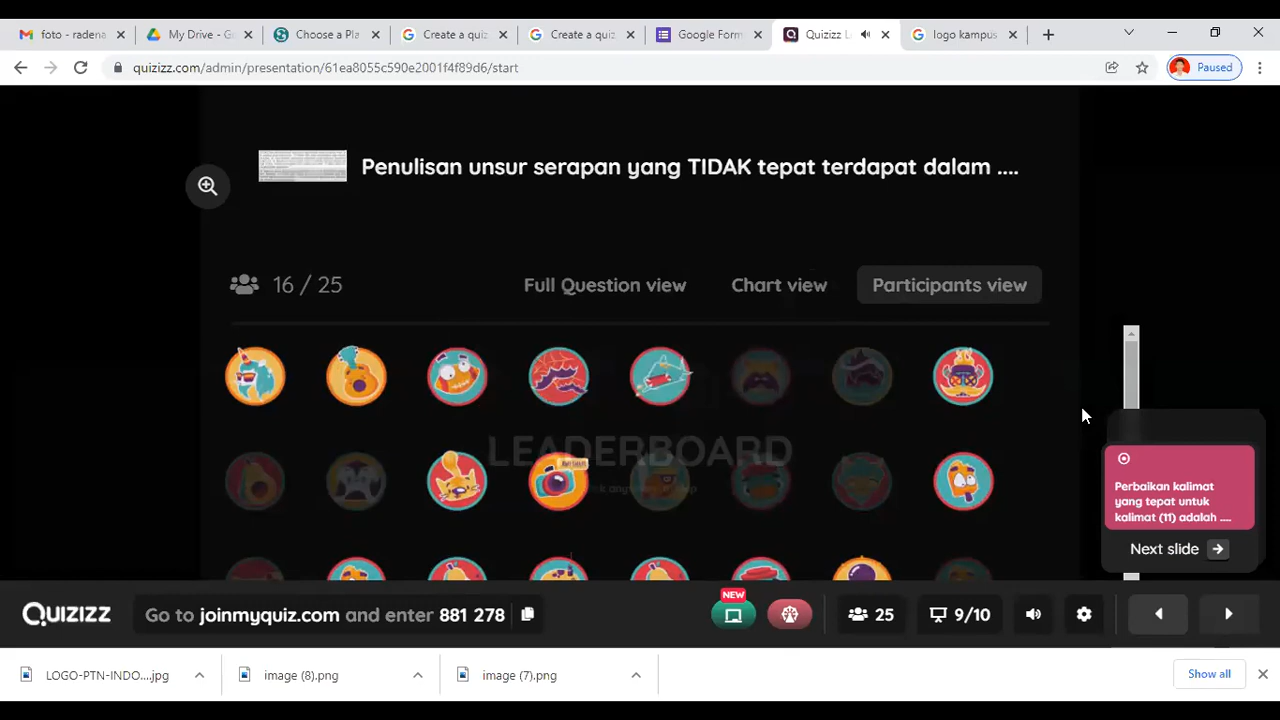 foto - radena
My Drive - G
Choose a Pla
Create a quiz
Create a quiz
Google Form
Quizizz L
logo kampus
quizizz.com/admin/presentation/61ea8055c590e2001f4f89d6/start
Paused
Penulisan unsur serapan yang TIDAK tepat terdapat dalam ....
16 / 25
Full Question view
Chart view
Participants view
LEADERBOARD
Perbaikan kalimat
yang tepat untuk
kalimat (11) adalah ....
Next slide
NEW
Quizizz
Go to joinmyquiz.com and enter 881 278
25
9/10
LOGO-PTN-INDO....jpg
image (8).png
image (7).png
Show all